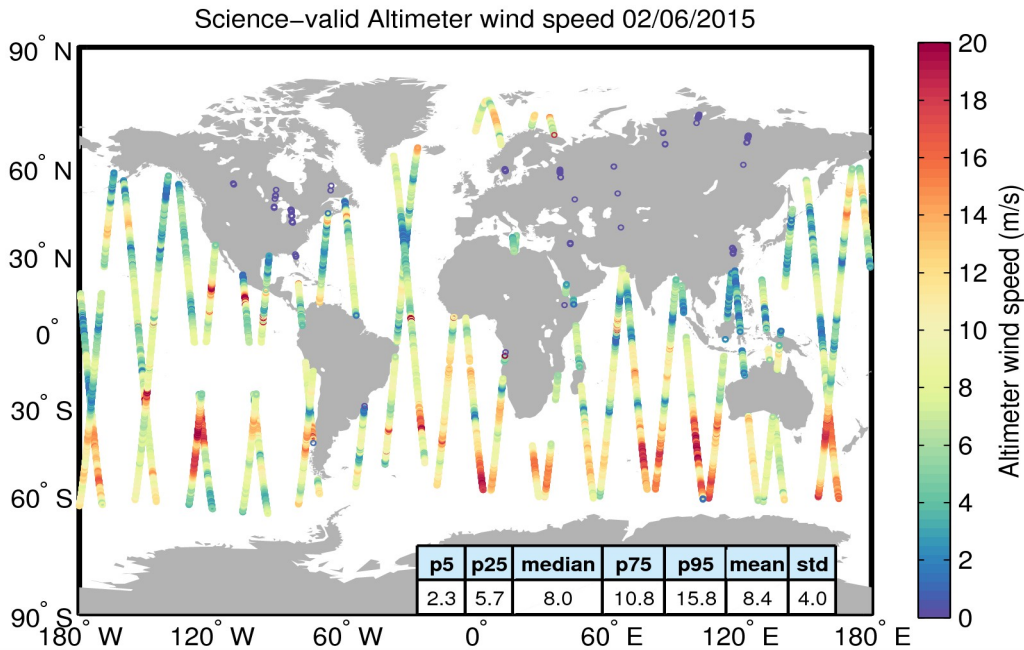 Science−valid Altimeter wind speed 02/06/2015
90° N
60° N
30° N
0°
30° S
60° S
90° S
180° W
120° W
60° W
0°
60° E
120° E
180° E
p5 p25 median p75 p95 mean std
2.3 5.7 8.0 10.8 15.8 8.4 4.0
20
18
16
14
12
10
8
6
4
2
0
Altimeter wind speed (m/s)